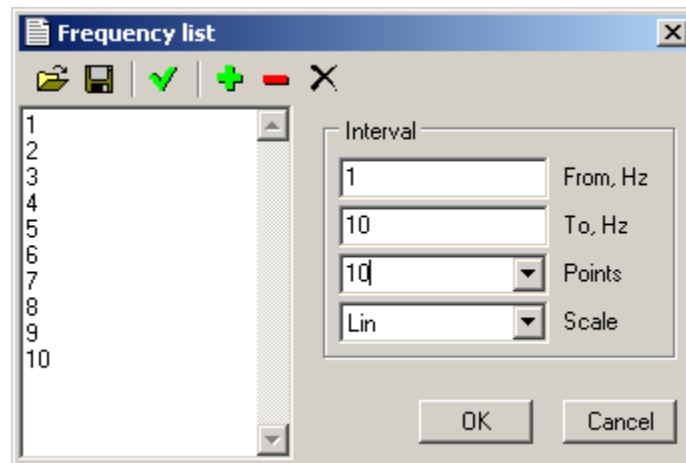 Frequency list
1
2
3
4
5
6
7
8
9
10
Interval
1 From, Hz
10 To, Hz
10 Points
Lin Scale
OK Cancel